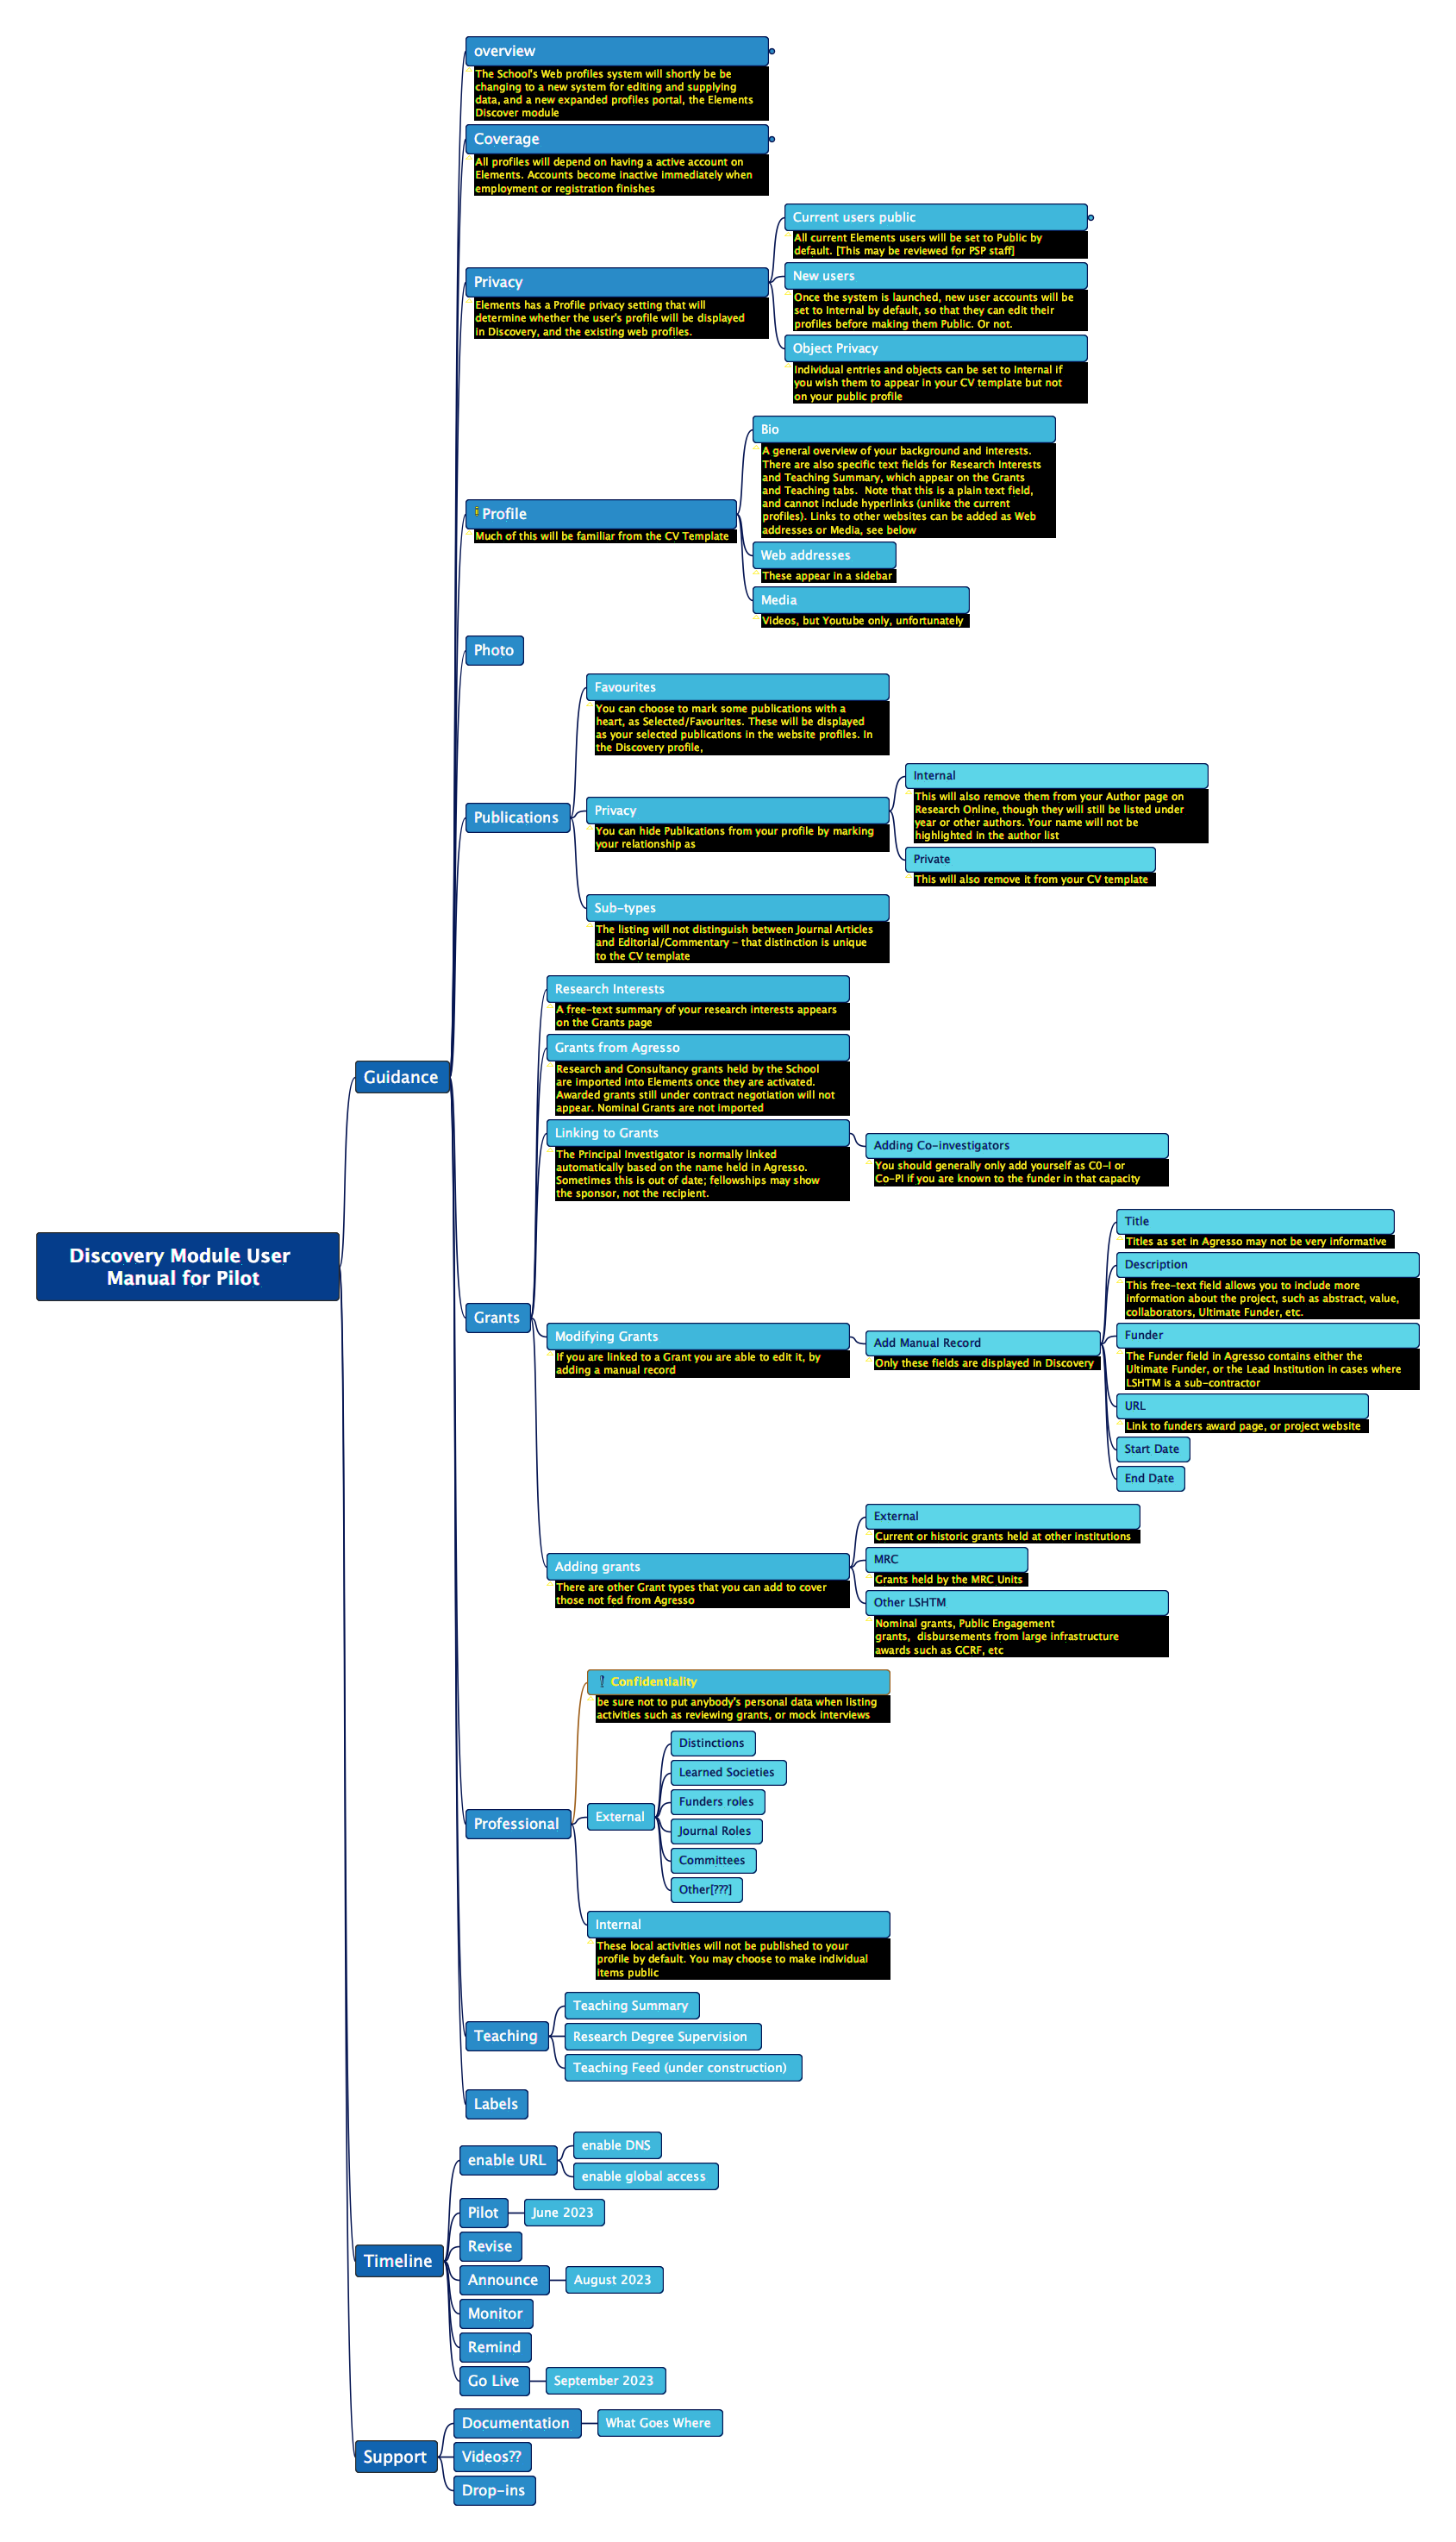 overview
The School's Web profiles system will shortly be be
changing to a new system for editing and supplying
data, and a new expanded profiles portal, the Elements
Discover module
Coverage
All profiles will depend on having a active account on
Elements. Accounts become inactive immediately when
employment or registration finishes
Privacy
Elements has a Profile privacy setting that will
determine whether the user's profile will be displayed
in Discovery, and the existing web profiles.
Current users public
All current Elements users will be set to Public by
default. [This may be reviewed for PSP staff]
New users
Once the system is launched, new user accounts will be
set to Internal by default, so that they can edit their
profiles before making them Public. Or not.
Object Privacy
Individual entries and objects can be set to Internal if
you wish them to appear in your CV template but not
on your public profile
Profile
Much of this will be familiar from the CV Template
Bio
A general overview of your background and interests.
There are also specific text fields for Research Interests
and Teaching Summary, which appear on the Grants
and Teaching tabs.  Note that this is a plain text field,
and cannot include hyperlinks (unlike the current
profiles). Links to other websites can be added as Web
addresses or Media, see below
Web addresses
These appear in a sidebar
Media
Videos, but Youtube only, unfortunately
Photo
Publications
Favourites
You can choose to mark some publications with a
heart, as Selected/Favourites. These will be displayed
as your selected publications in the website profiles. In
the Discovery profile,
Privacy
You can hide Publications from your profile by marking
your relationship as
Internal
This will also remove them from your Author page on
Research Online, though they will still be listed under
year or other authors. Your name will not be
highlighted in the author list
Private
This will also remove it from your CV template
Sub-types
The listing will not distinguish between Journal Articles
and Editorial/Commentary - that distinction is unique
to the CV template
Guidance
Discovery Module User
Manual for Pilot
Grants
Research Interests
A free-text summary of your research interests appears
on the Grants page
Grants from Agresso
Research and Consultancy grants held by the School
are imported into Elements once they are activated.
Awarded grants still under contract negotiation will not
appear. Nominal Grants are not imported
Linking to Grants
The Principal Investigator is normally linked
automatically based on the name held in Agresso.
Sometimes this is out of date; fellowships may show
the sponsor, not the recipient.
Adding Co-investigators
You should generally only add yourself as C0-I or
Co-PI if you are known to the funder in that capacity
Modifying Grants
If you are linked to a Grant you are able to edit it, by
adding a manual record
Add Manual Record
Only these fields are displayed in Discovery
Title
Titles as set in Agresso may not be very informative
Description
This free-text field allows you to include more
information about the project, such as abstract, value,
collaborators, Ultimate Funder, etc.
Funder
The Funder field in Agresso contains either the
Ultimate Funder, or the Lead Institution in cases where
LSHTM is a sub-contractor
URL
Link to funders award page, or project website
Start Date
End Date
Adding grants
There are other Grant types that you can add to cover
those not fed from Agresso
External
Current or historic grants held at other institutions
MRC
Grants held by the MRC Units
Other LSHTM
Nominal grants, Public Engagement
grants,  disbursements from large infrastructure
awards such as GCRF, etc
Professional
Confidentiality
be sure not to put anybody's personal data when listing
activities such as reviewing grants, or mock interviews
External
Distinctions
Learned Societies
Funders roles
Journal Roles
Committees
Other[???]
Internal
These local activities will not be published to your
profile by default. You may choose to make individual
items public
Teaching
Teaching Summary
Research Degree Supervision
Teaching Feed (under construction)
Labels
Timeline
enable URL
enable DNS
enable global access
Pilot
June 2023
Revise
Announce
August 2023
Monitor
Remind
Go Live
September 2023
Support
Documentation
What Goes Where
Videos??
Drop-ins